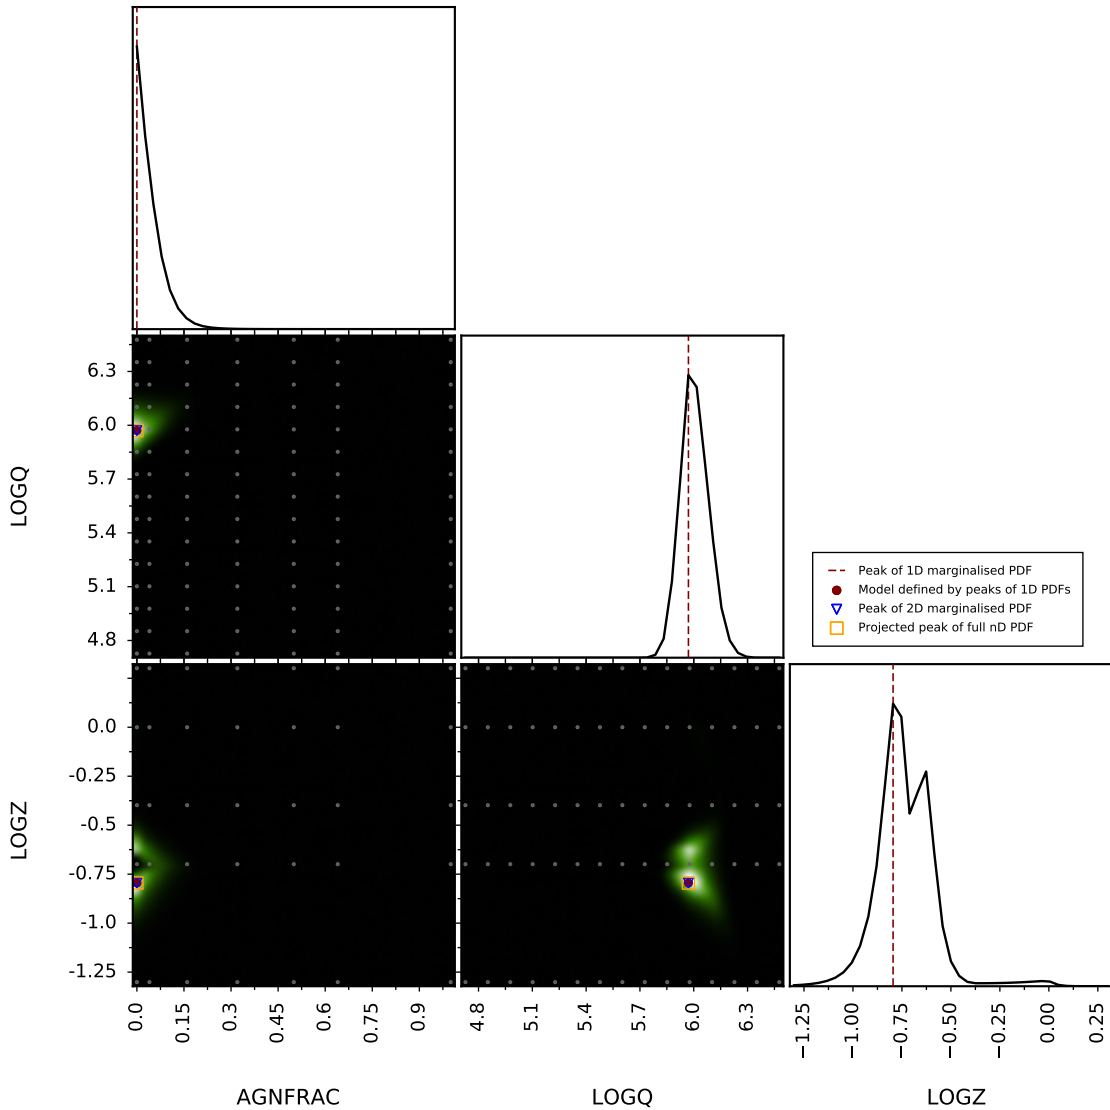 LOGQ
6.3
6.0
5.7
5.4
5.1
4.8
Peak of 1D marginalised PDF
Model defined by peaks of 1D PDFs
Peak of 2D marginalised PDF
Projected peak of full nD PDF
LOGZ
0.0
-0.25
-0.5
-0.75
-1.0
-1.25
0.0 0.15 0.3 0.45 0.6 0.75 0.9
4.8 5.1 5.4 5.7 6.0 6.3
−1.25 −1.00 −0.75 −0.50 −0.25 0.00 0.25
AGNFRAC LOGQ LOGZ